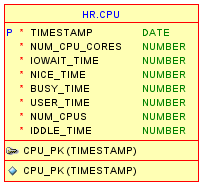 HR.CPU
P * TIMESTAMP DATE
* NUM_CPU_CORES NUMBER
* IOWAIT_TIME NUMBER
* NICE_TIME NUMBER
* BUSY_TIME NUMBER
* USER_TIME NUMBER
* NUM_CPUS NUMBER
* IDDLE_TIME NUMBER
CPU_PK (TIMESTAMP)
CPU_PK (TIMESTAMP)